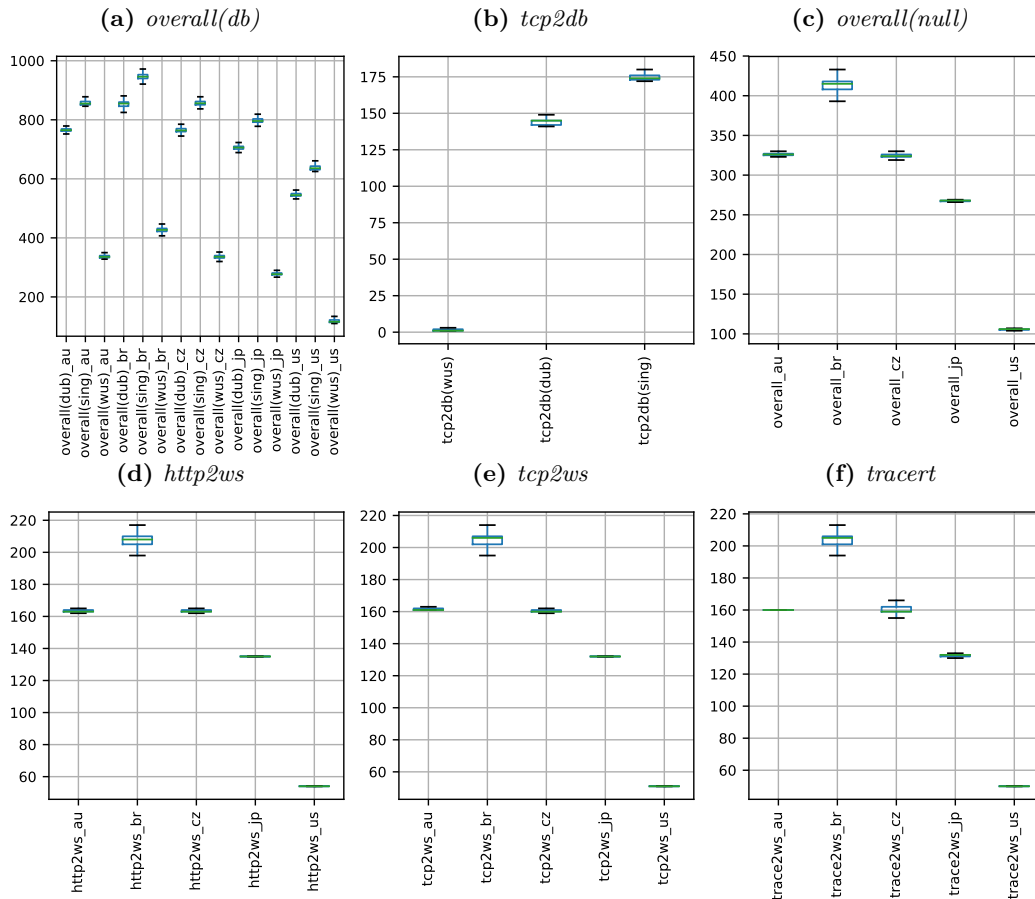 (a) overall(db)
1000
800
600
400
200
overall(dub)_au
overall(sing)_au
overall(wus)_au
overall(dub)_br
overall(sing)_br
overall(wus)_br
overall(dub)_cz
overall(sing)_cz
overall(wus)_cz
overall(dub)_jp
overall(sing)_jp
overall(wus)_jp
overall(dub)_us
overall(sing)_us
overall(wus)_us
(b) tcp2db
175
150
125
100
75
50
25
0
tcp2db(wus)
tcp2db(dub)
tcp2db(sing)
(c) overall(null)
450
400
350
300
250
200
150
100
overall_au
overall_br
overall_cz
overall_jp
overall_us
(d) http2ws
220
200
180
160
140
120
100
80
60
http2ws_au
http2ws_br
http2ws_cz
http2ws_jp
http2ws_us
(e) tcp2ws
220
200
180
160
140
120
100
80
60
tcp2ws_au
tcp2ws_br
tcp2ws_cz
tcp2ws_jp
tcp2ws_us
(f) tracert
220
200
180
160
140
120
100
80
60
trace2ws_au
trace2ws_br
trace2ws_cz
trace2ws_jp
trace2ws_us